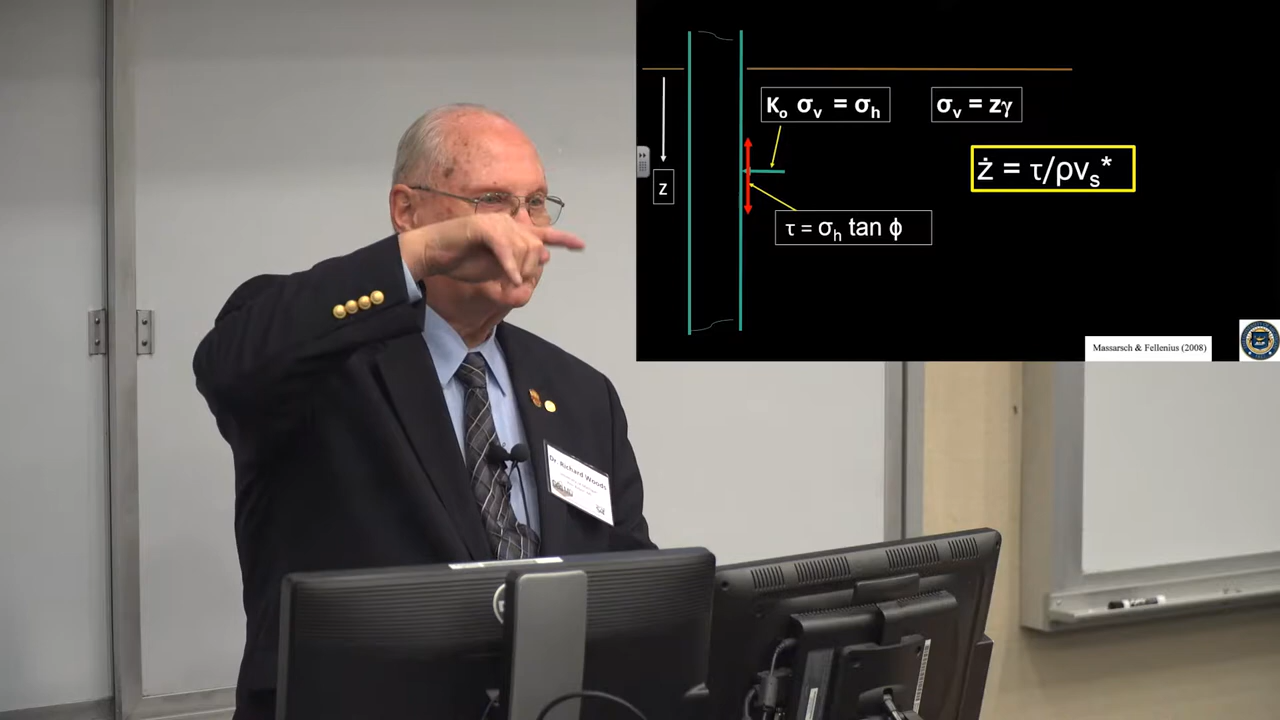 Kₒ σᵥ = σₕ
σᵥ = zγ
ż = τ/ρvₛ*
z
τ = σₕ tan ϕ
Massarsch & Fellenius (2008)
Dr. Richard Woods